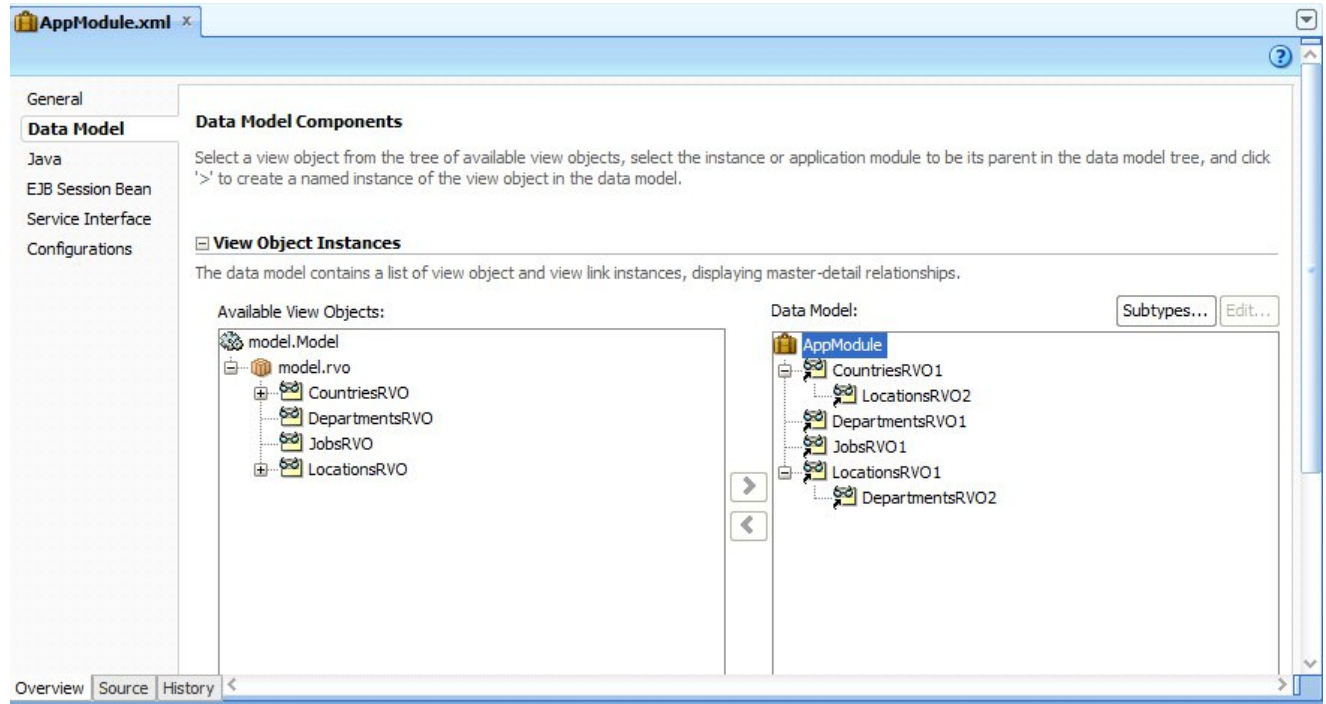 AppModule.xml x
?
General
Data Model
Java
EJB Session Bean
Service Interface
Configurations
Data Model Components
Select a view object from the tree of available view objects, select the instance or application module to be its parent in the data model tree, and click
'>' to create a named instance of the view object in the data model.
View Object Instances
The data model contains a list of view object and view link instances, displaying master-detail relationships.
Available View Objects:
model.Model
model.rvo
CountriesRVO
DepartmentsRVO
JobsRVO
LocationsRVO
Data Model:
Subtypes... Edit...
AppModule
CountriesRVO1
LocationsRVO2
DepartmentsRVO1
JobsRVO1
LocationsRVO1
DepartmentsRVO2
Overview Source History